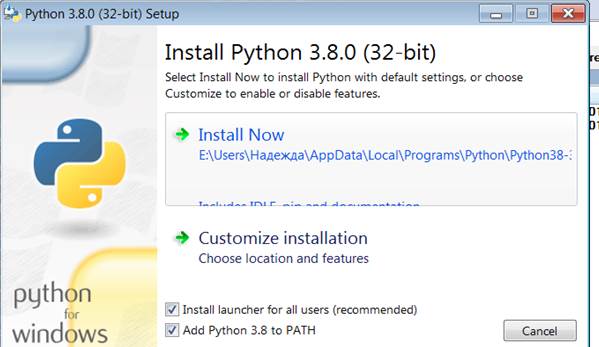 Python 3.8.0 (32-bit) Setup
Install Python 3.8.0 (32-bit)
Select Install Now to install Python with default settings, or choose
Customize to enable or disable features.
Install Now
E:\Users\Надежда\AppData\Local\Programs\Python\Python38-3
Includes IDLE, pip and documentation
Customize installation
Choose location and features
Install launcher for all users (recommended)
Add Python 3.8 to PATH
Cancel
python
for
windows